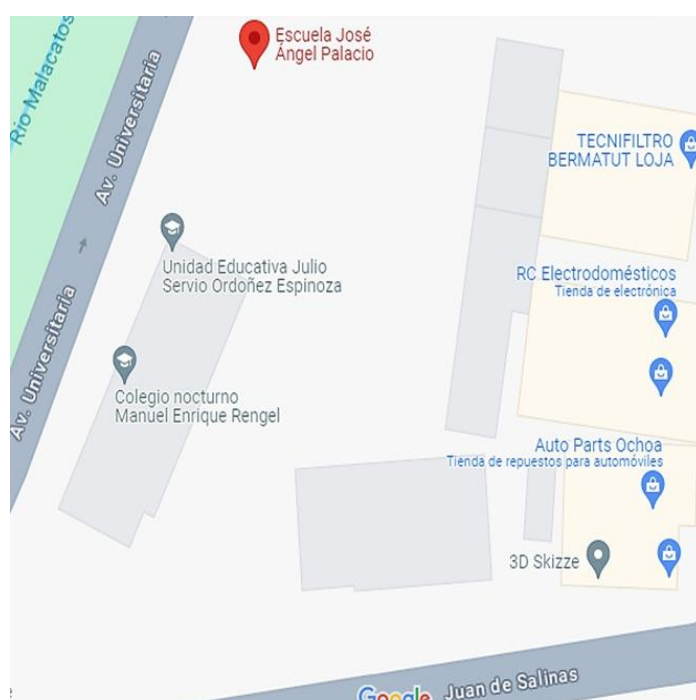 Escuela José
Ángel Palacio
Rio Malacatos
Av. Universitaria
TECNIFILTRO
BERMATUT LOJA
Unidad Educativa Julio
Servio Ordoñez Espinoza
RC Electrodomésticos
Tienda de electrónica
Av. Universitaria
Colegio nocturno
Manuel Enrique Rengel
Auto Parts Ochoa
Tienda de repuestos para automóviles
3D Skizze
Google
Juan de Salinas